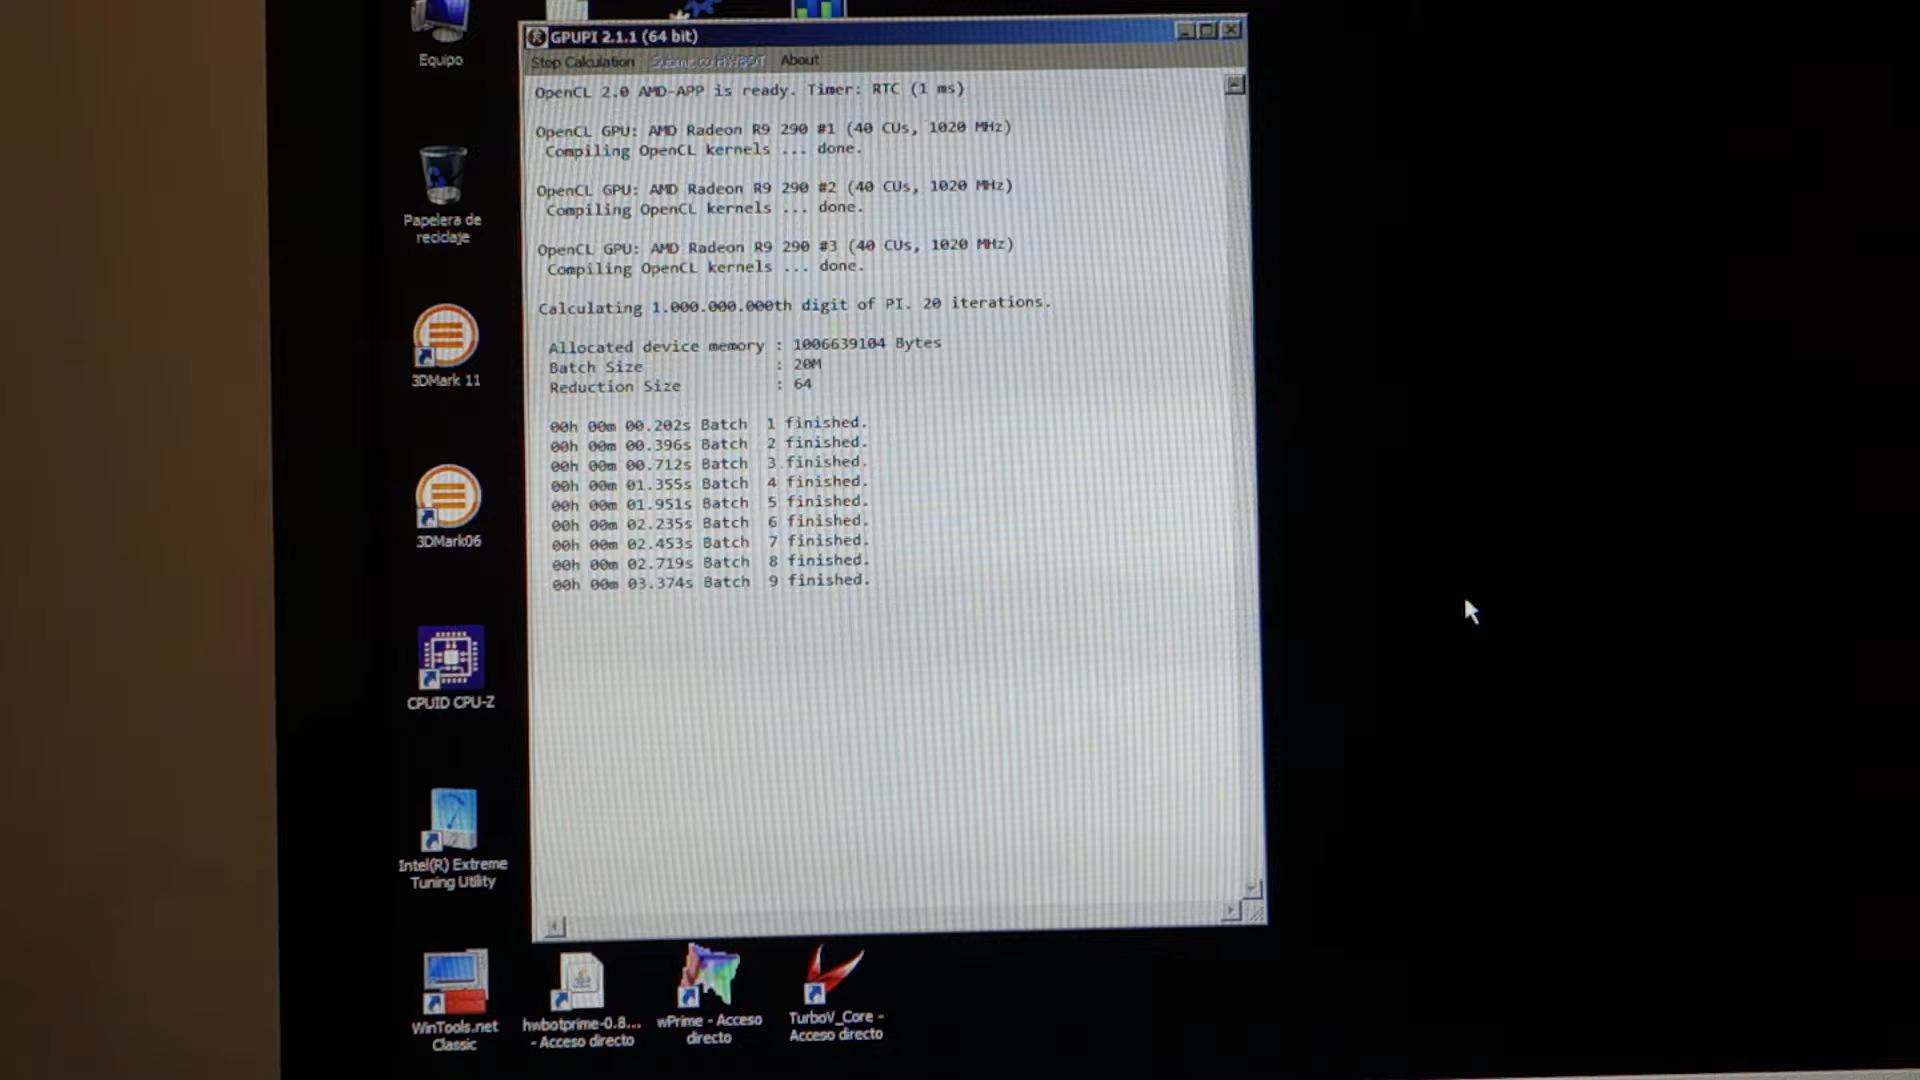 Equipo
GPUPI 2.1.1 (64 bit)
Stop Calculation Submit to HWBOT About
OpenCL 2.0 AMD-APP is ready. Timer: RTC (1 ms)
OpenCL GPU: AMD Radeon R9 290 #1 (40 CUs, 1020 MHz)
Compiling OpenCL kernels ... done.
OpenCL GPU: AMD Radeon R9 290 #2 (40 CUs, 1020 MHz)
Compiling OpenCL kernels ... done.
OpenCL GPU: AMD Radeon R9 290 #3 (40 CUs, 1020 MHz)
Compiling OpenCL kernels ... done.
Calculating 1.000.000.000th digit of PI. 20 iterations.
Allocated device memory : 1006639104 Bytes
Batch Size : 20M
Reduction Size : 64
00h 00m 00.202s Batch 1 finished.
00h 00m 00.396s Batch 2 finished.
00h 00m 00.712s Batch 3 finished.
00h 00m 01.355s Batch 4 finished.
00h 00m 01.951s Batch 5 finished.
00h 00m 02.235s Batch 6 finished.
00h 00m 02.453s Batch 7 finished.
00h 00m 02.719s Batch 8 finished.
00h 00m 03.374s Batch 9 finished.
Papelera de
reciclaje
3DMark 11
3DMark06
CPUID CPU-Z
Intel(R) Extreme
Tuning Utility
WinTools.net
Classic
hwbotprime-0.8...
- Acceso directo
wPrime - Acceso
directo
TurboV_Core -
Acceso directo